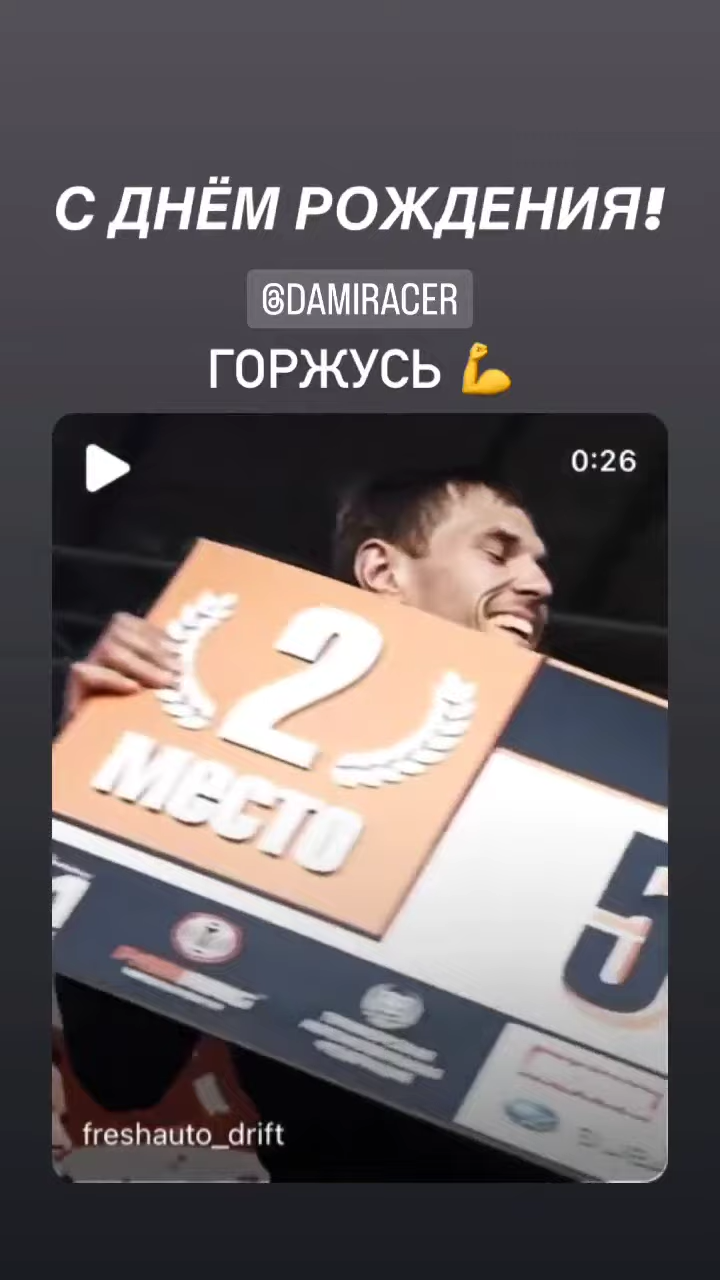 С ДНЁМ РОЖДЕНИЯ!
@DAMIRACER
ГОРЖУСЬ 💪
0:26
2
место
5
freshauto_drift